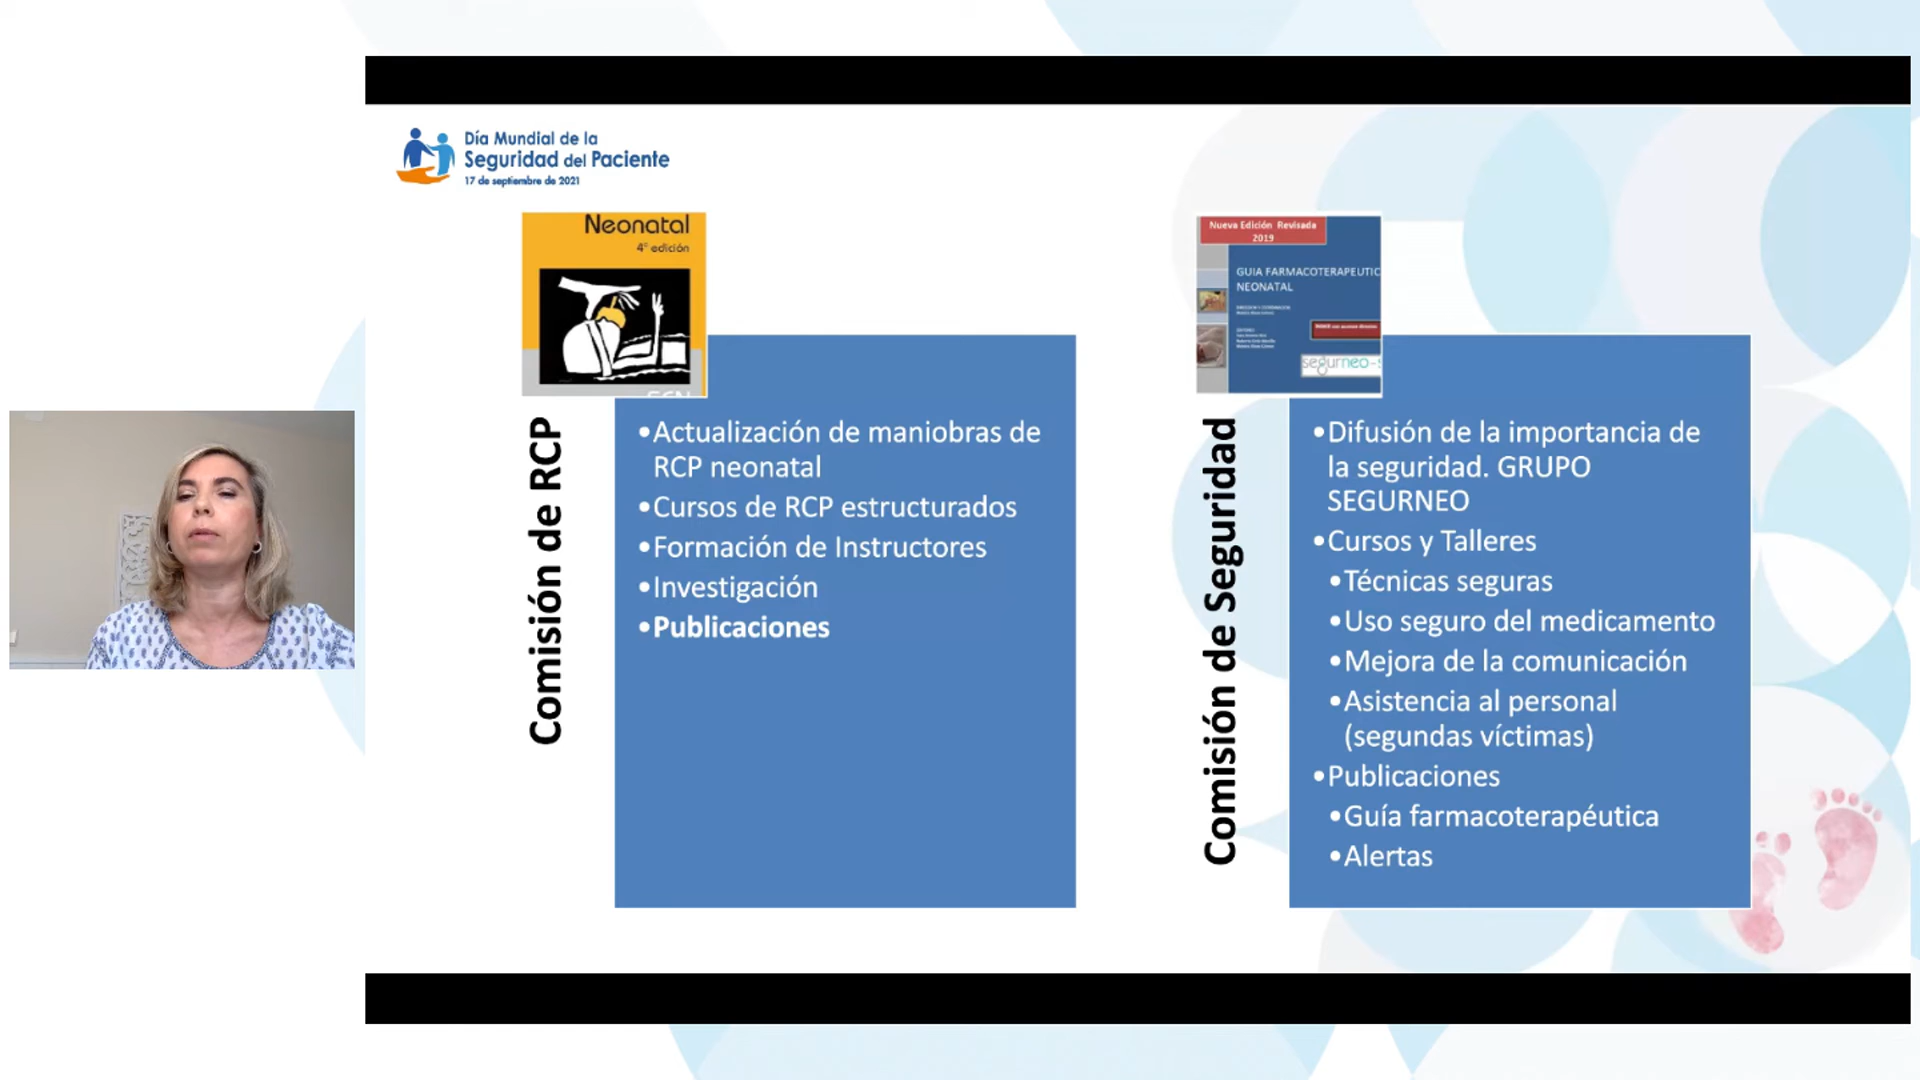 Día Mundial de la
Seguridad del Paciente
17 de septiembre de 2021
Neonatal
4ª edición
Comisión de RCP
•Actualización de maniobras de
RCP neonatal
•Cursos de RCP estructurados
•Formación de Instructores
•Investigación
•Publicaciones
Nueva Edición Revisada
2019
GUIA FARMACOTERAPEUTIC
NEONATAL
segurneo-s
Comisión de Seguridad
•Difusión de la importancia de
la seguridad. GRUPO
SEGURNEO
•Cursos y Talleres
•Técnicas seguras
•Uso seguro del medicamento
•Mejora de la comunicación
•Asistencia al personal
(segundas víctimas)
•Publicaciones
•Guía farmacoterapéutica
•Alertas